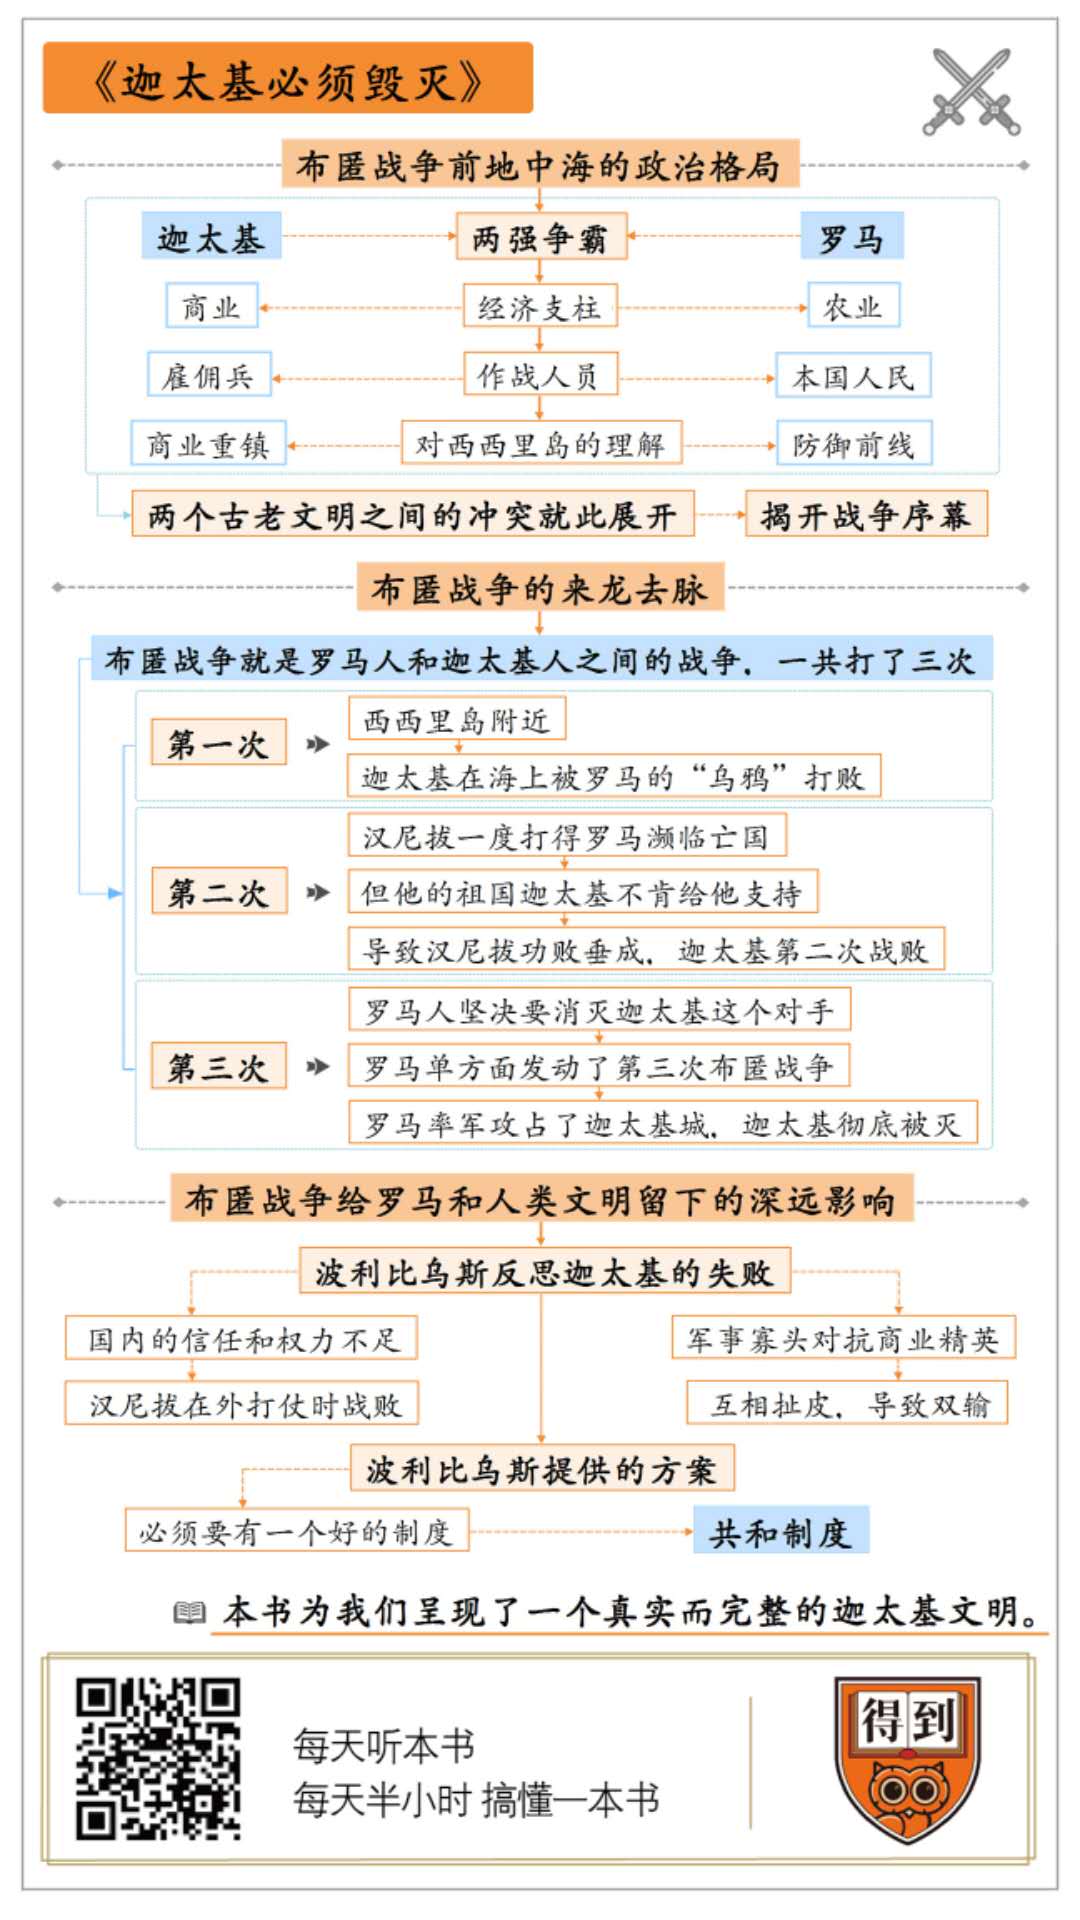 《迦太基必须毁灭》
布匿战争前地中海的政治格局
迦太基
两强争霸
罗马
商业
经济支柱
农业
雇佣兵
作战人员
本国人民
商业重镇
对西西里岛的理解
防御前线
两个古老文明之间的冲突就此展开
揭开战争序幕
布匿战争的来龙去脉
布匿战争就是罗马人和迦太基人之间的战争，一共打了三次
第一次
西西里岛附近
迦太基在海上被罗马的“乌鸦”打败
第二次
汉尼拔一度打得罗马濒临亡国
但他的祖国迦太基不肯给他支持
导致汉尼拔功败垂成，迦太基第二次战败
第三次
罗马人坚决要消灭迦太基这个对手
罗马单方面发动了第三次布匿战争
罗马率军攻占了迦太基城，迦太基彻底被灭
布匿战争给罗马和人类文明留下的深远影响
波利比乌斯反思迦太基的失败
国内的信任和权力不足
军事寡头对抗商业精英
汉尼拔在外打仗时战败
互相扯皮，导致双输
波利比乌斯提供的方案
必须要有一个好的制度
共和制度
本书为我们呈现了一个真实而完整的迦太基文明。
每天听本书
每天半小时 搞懂一本书
得到